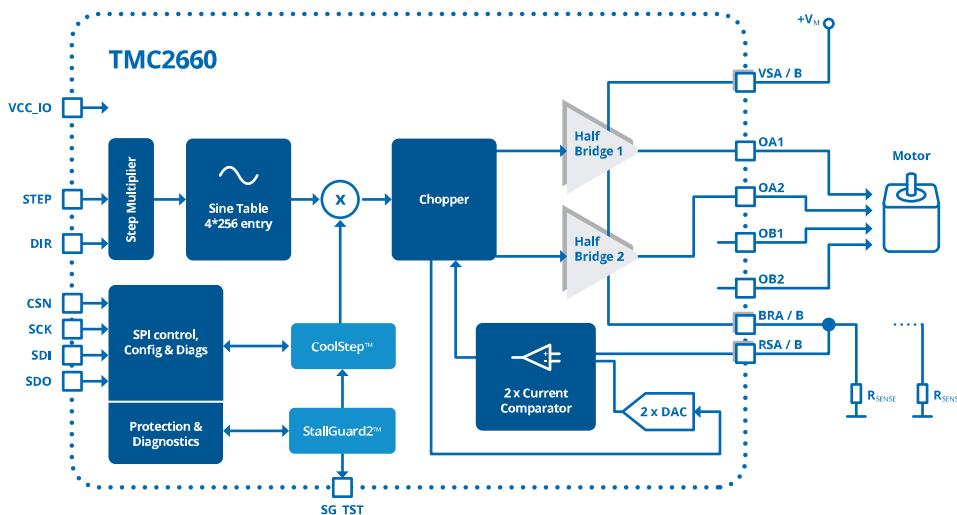 +VM
TMC2660
VSA / B
VCC_IO
Half
Bridge 1
OA1
Motor
Step Multiplier
Sine Table
4*256 entry
x
Chopper
STEP
OA2
DIR
Half
Bridge 2
OB1
OB2
CSN
SCK
SDI
SDO
SPI control,
Config & Diags
CoolStep™
BRA / B
RSA / B
2 x Current
Comparator
2 x DAC
RSENSE
RSENS
Protection &
Diagnostics
StallGuard2™
SG_TST